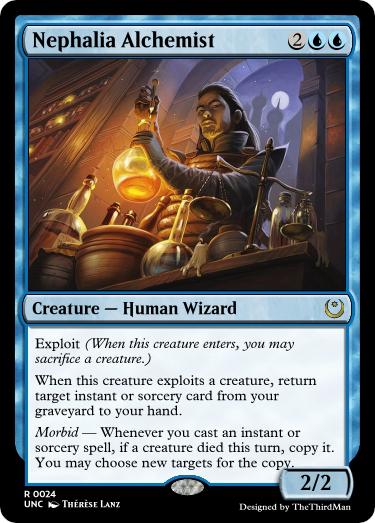 Nephalia Alchemist 2
Creature — Human Wizard
Exploit (When this creature enters, you may
sacrifice a creature.)
When this creature exploits a creature, return
target instant or sorcery card from your
graveyard to your hand.
Morbid — Whenever you cast an instant or
sorcery spell, if a creature died this turn, copy it.
You may choose new targets for the copy.
2/2
R 0024
UNC Thérèse Lanz
Designed by TheThirdMan